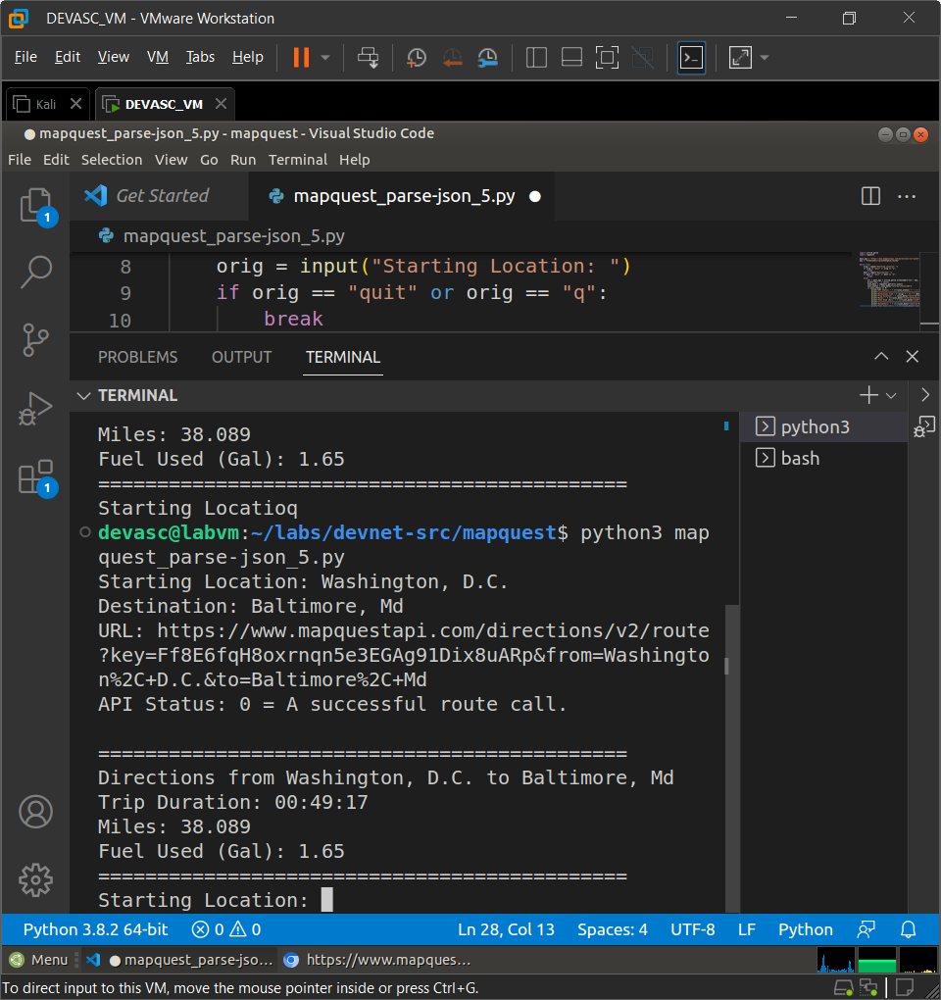 DEVASC_VM - VMware Workstation
File Edit View VM Tabs Help
Kali DEVASC_VM
mapquest_parse-json_5.py - mapquest - Visual Studio Code
File Edit Selection View Go Run Terminal Help
1
Get Started mapquest_parse-json_5.py
mapquest_parse-json_5.py
8 orig = input("Starting Location: ")
9 if orig == "quit" or orig == "q":
10 break
PROBLEMS OUTPUT TERMINAL
TERMINAL
python3
bash
1
Miles: 38.089
Fuel Used (Gal): 1.65
=============================================
Starting Locatioq
devasc@labvm:~/labs/devnet-src/mapquest$ python3 map
quest_parse-json_5.py
Starting Location: Washington, D.C.
Destination: Baltimore, Md
URL: https://www.mapquestapi.com/directions/v2/route
?key=Ff8E6fqH8oxrnqn5e3EGAg91Dix8uARp&from=Washingto
n%2C+D.C.&to=Baltimore%2C+Md
API Status: 0 = A successful route call.
=============================================
Directions from Washington, D.C. to Baltimore, Md
Trip Duration: 00:49:17
Miles: 38.089
Fuel Used (Gal): 1.65
=============================================
Starting Location:
Python 3.8.2 64-bit 0 0 Ln 28, Col 13 Spaces: 4 UTF-8 LF Python
Menu mapquest_parse-jso... https://www.mapques...
To direct input to this VM, move the mouse pointer inside or press Ctrl+G.